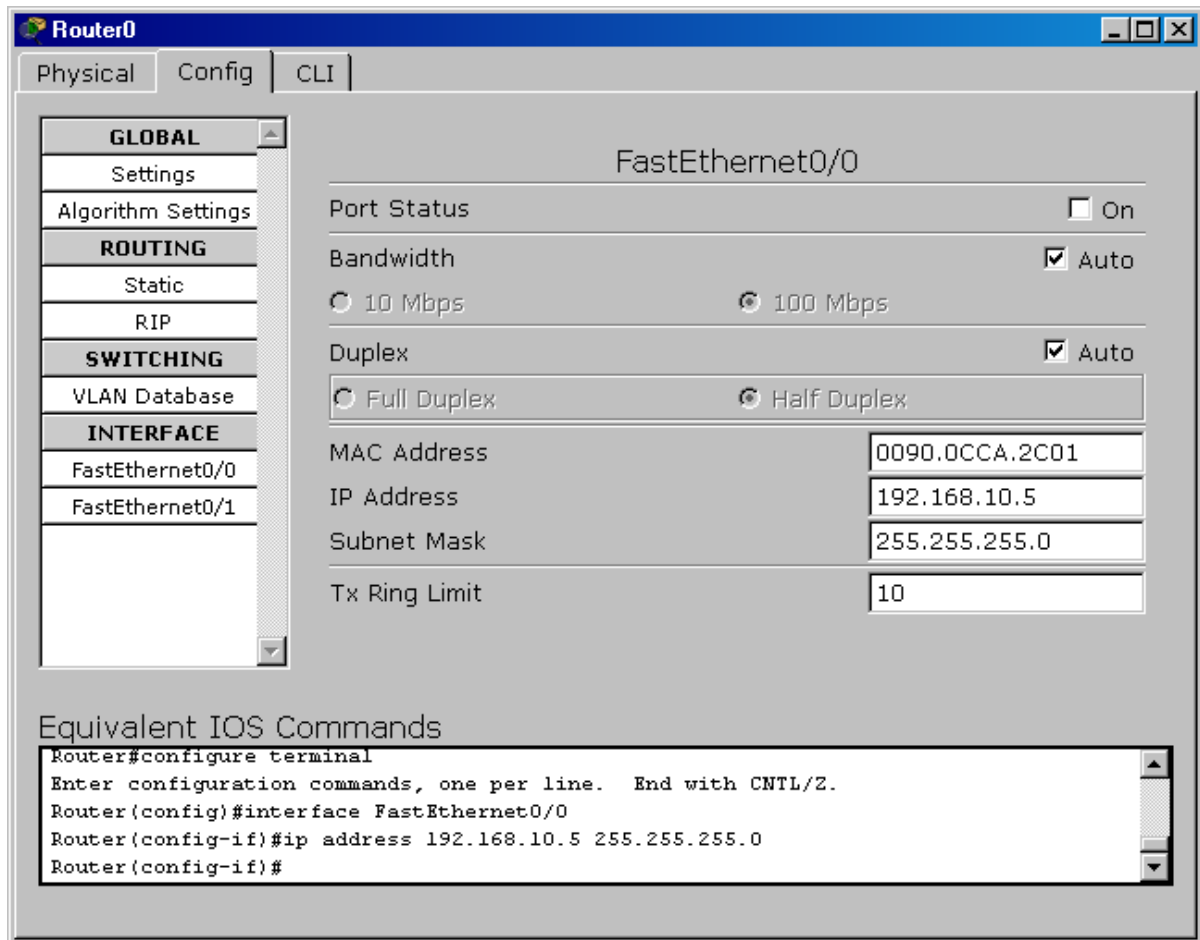 Router0
Physical Config CLI
GLOBAL
Settings
Algorithm Settings
ROUTING
Static
RIP
SWITCHING
VLAN Database
INTERFACE
FastEthernet0/0
FastEthernet0/1
FastEthernet0/0
Port Status On
Bandwidth Auto
10 Mbps 100 Mbps
Duplex Auto
Full Duplex Half Duplex
MAC Address 0090.0CCA.2C01
IP Address 192.168.10.5
Subnet Mask 255.255.255.0
Tx Ring Limit 10
Equivalent IOS Commands
Router#configure terminal
Enter configuration commands, one per line. End with CNTL/Z.
Router(config)#interface FastEthernet0/0
Router(config-if)#ip address 192.168.10.5 255.255.255.0
Router(config-if)#